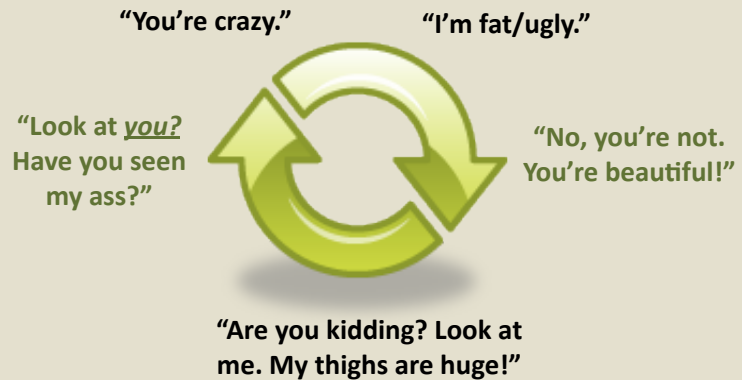 “You’re crazy.”
“I’m fat/ugly.”
“No, you’re not.
You’re beautiful!”
“Are you kidding? Look at
me. My thighs are huge!”
“Look at you?
Have you seen
my ass?”